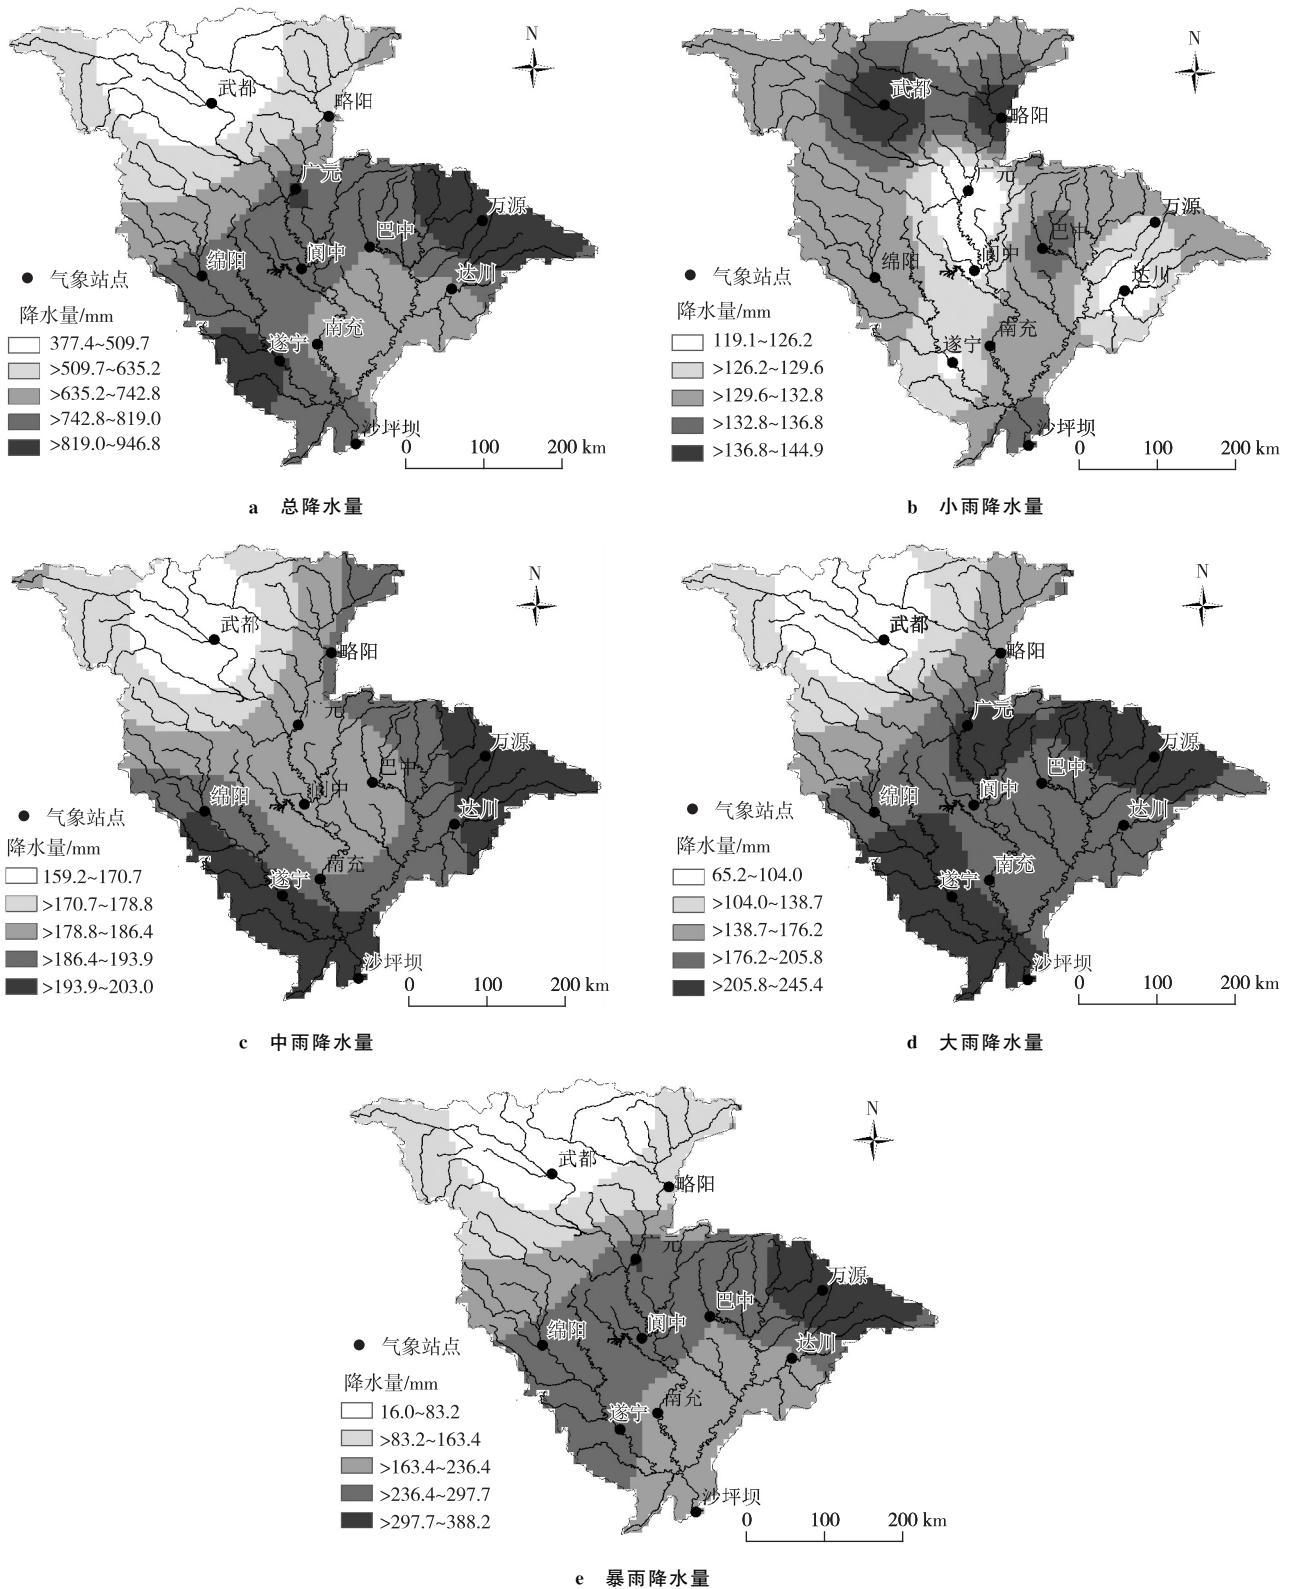 N
武都
略阳
广元
万源
巴中
阆中
绵阳
达川
气象站点
降水量/mm
南充
遂宁
377.4~509.7
>509.7~635.2
>635.2~742.8
>742.8~819.0
>819.0~946.8
沙坪坝
0 100 200 km
a 总降水量
N
武都
略阳
广元
万源
巴中
阆中
绵阳
达川
气象站点
降水量/mm
南充
遂宁
119.1~126.2
>126.2~129.6
>129.6~132.8
>132.8~136.8
>136.8~144.9
沙坪坝
0 100 200 km
b 小雨降水量
N
武都
略阳
广元
万源
巴中
阆中
绵阳
达川
气象站点
降水量/mm
南充
遂宁
159.2~170.7
>170.7~178.8
>178.8~186.4
>186.4~193.9
>193.9~203.0
沙坪坝
0 100 200 km
c 中雨降水量
N
武都
略阳
广元
万源
巴中
阆中
绵阳
达川
气象站点
降水量/mm
南充
遂宁
65.2~104.0
>104.0~138.7
>138.7~176.2
>176.2~205.8
>205.8~245.4
沙坪坝
0 100 200 km
d 大雨降水量
N
武都
略阳
元
万源
巴中
阆中
绵阳
达川
气象站点
降水量/mm
南充
遂宁
16.0~83.2
>83.2~163.4
>163.4~236.4
>236.4~297.7
>297.7~388.2
沙坪坝
0 100 200 km
e 暴雨降水量